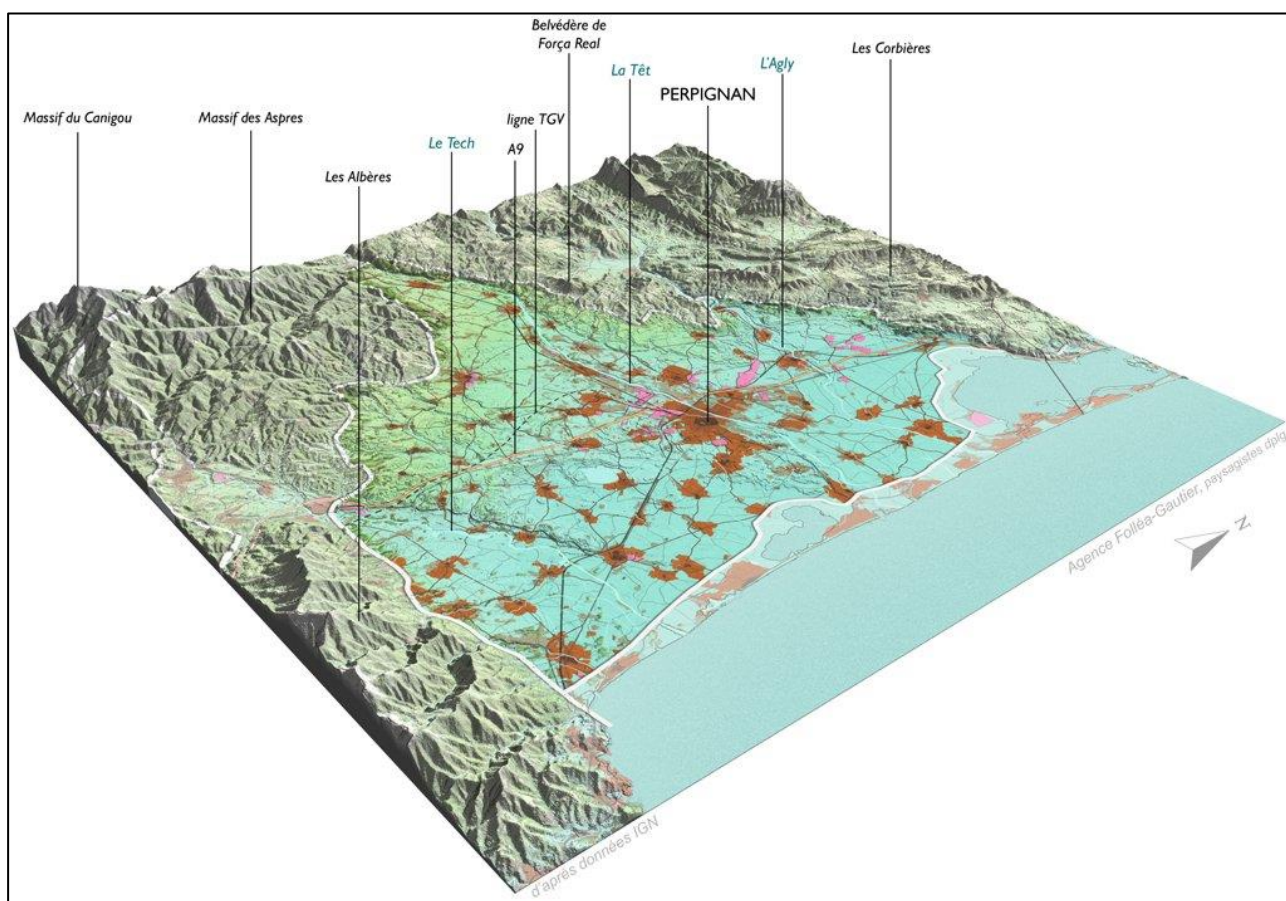 Belvédère de
Força Real
La Têt
L'Agly
Les Corbières
PERPIGNAN
Massif du Canigou
Massif des Aspres
ligne TGV
Le Tech
A9
Les Albères
N
Agence Folléa-Gautier, paysagistes dplg
d'aprés données IGN